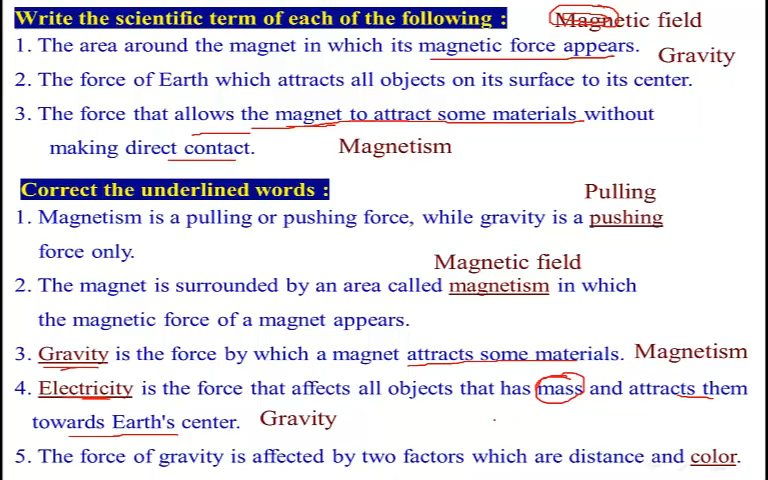 Write the scientific term of each of the following : Magnetic field
1. The area around the magnet in which its magnetic force appears.
Gravity
2. The force of Earth which attracts all objects on its surface to its center.
3. The force that allows the magnet to attract some materials without
making direct contact. Magnetism
Correct the underlined words :
Pulling
1. Magnetism is a pulling or pushing force, while gravity is a pushing
force only.
Magnetic field
2. The magnet is surrounded by an area called magnetism in which
the magnetic force of a magnet appears.
3. Gravity is the force by which a magnet attracts some materials. Magnetism
4. Electricity is the force that affects all objects that has mass and attracts them
towards Earth's center. Gravity
5. The force of gravity is affected by two factors which are distance and color.